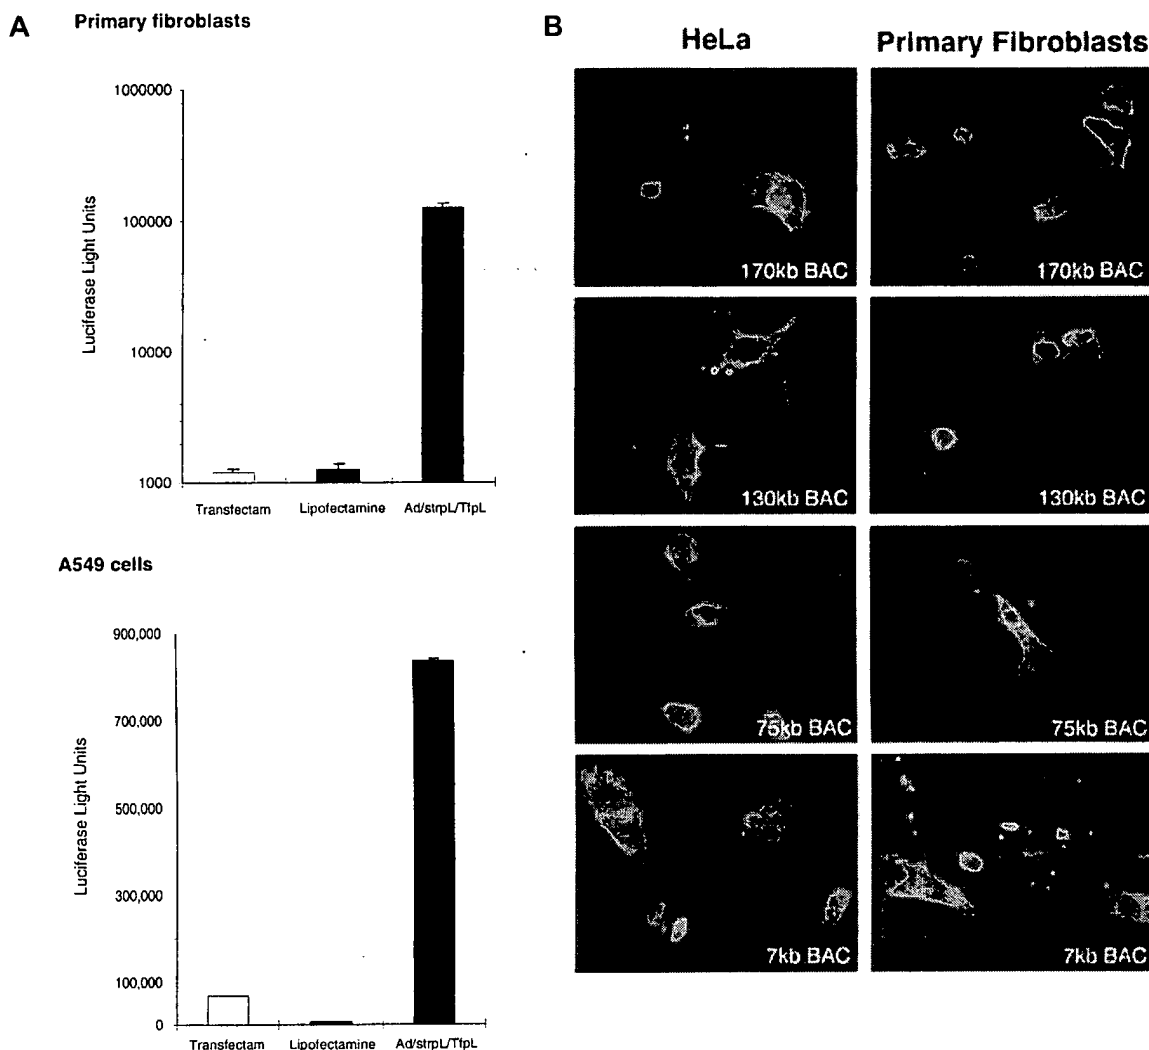 A
Primary fibroblasts
1000000
100000
10000
1000
Luciferase Light Units
Transfectam
Lipofectamine
Ad/strpL/TfpL
A549 cells
900,000
700,000
500,000
300,000
100,000
0
Luciferase Light Units
Transfectam
Lipofectamine
Ad/strpL/TfpL
B
HeLa
Primary Fibroblasts
170kb BAC
170kb BAC
130kb BAC
130kb BAC
75kb BAC
75kb BAC
7kb BAC
7kb BAC